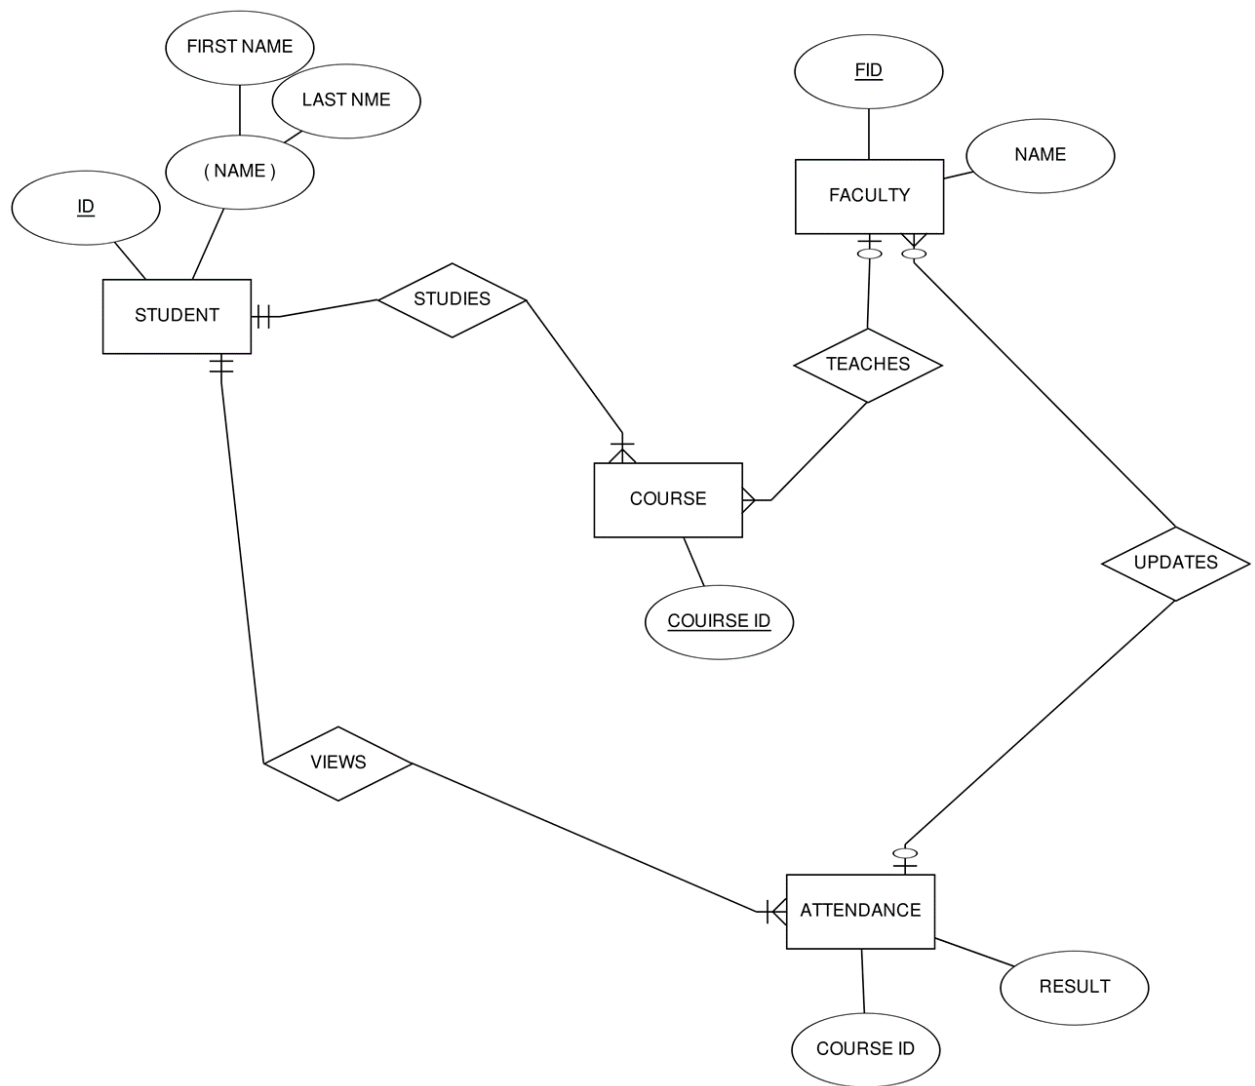 FIRST NAME
LAST NME
( NAME )
ID
STUDENT
STUDIES
FID
NAME
FACULTY
TEACHES
COURSE
COUIRSE ID
UPDATES
VIEWS
ATTENDANCE
RESULT
COURSE ID